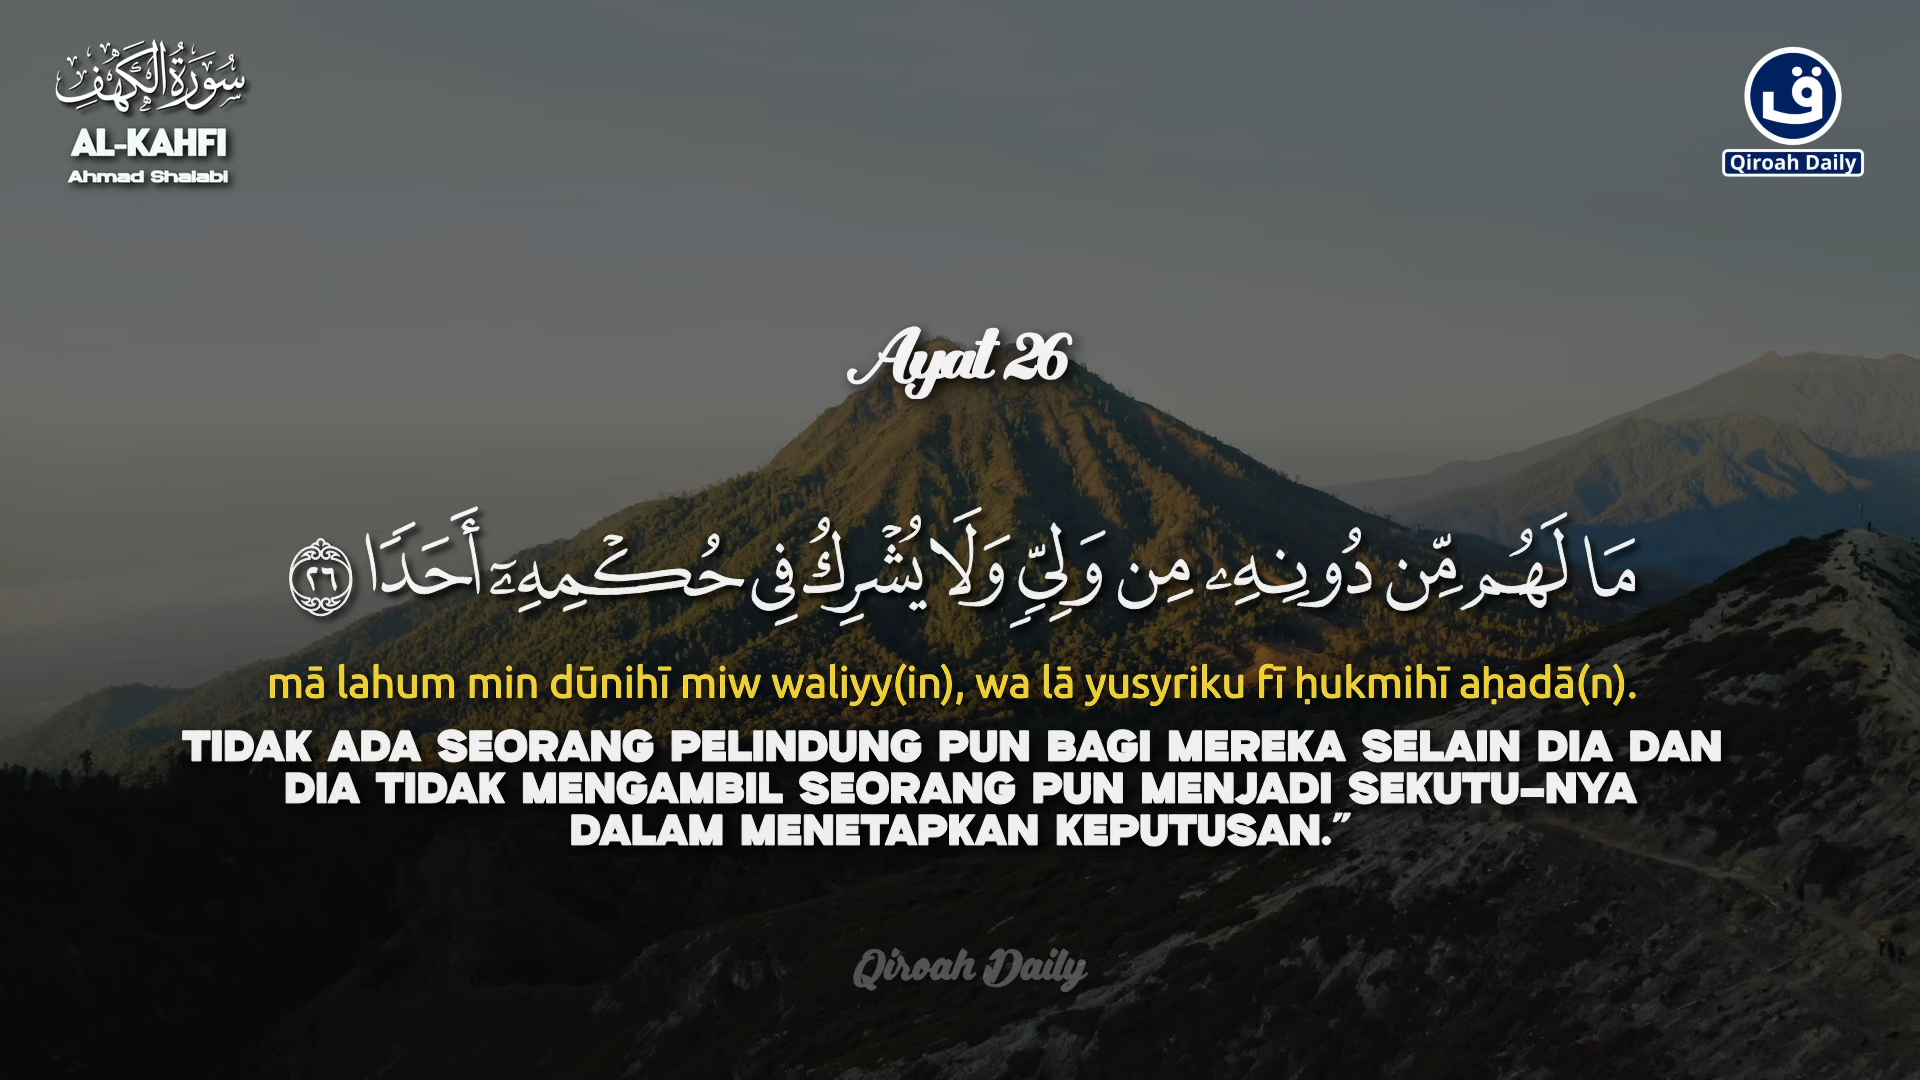 سُورَةُ الكَهْفِ
AL-KAHFI
Ahmad Shalabi
ق
Qiroah Daily
Ayat 26
مَا لَهُم مِّن دُونِهِۦ مِن وَلِيٍّ وَلَا يُشْرِكُ فِي حُكْمِهِۦٓ أَحَدًا ٢٦
mā lahum min dūnihī miw waliyy(in), wa lā yusyriku fī ḥukmihī aḥadā(n).
TIDAK ADA SEORANG PELINDUNG PUN BAGI MEREKA SELAIN DIA DAN
DIA TIDAK MENGAMBIL SEORANG PUN MENJADI SEKUTU-NYA
DALAM MENETAPKAN KEPUTUSAN.”
Qiroah Daily